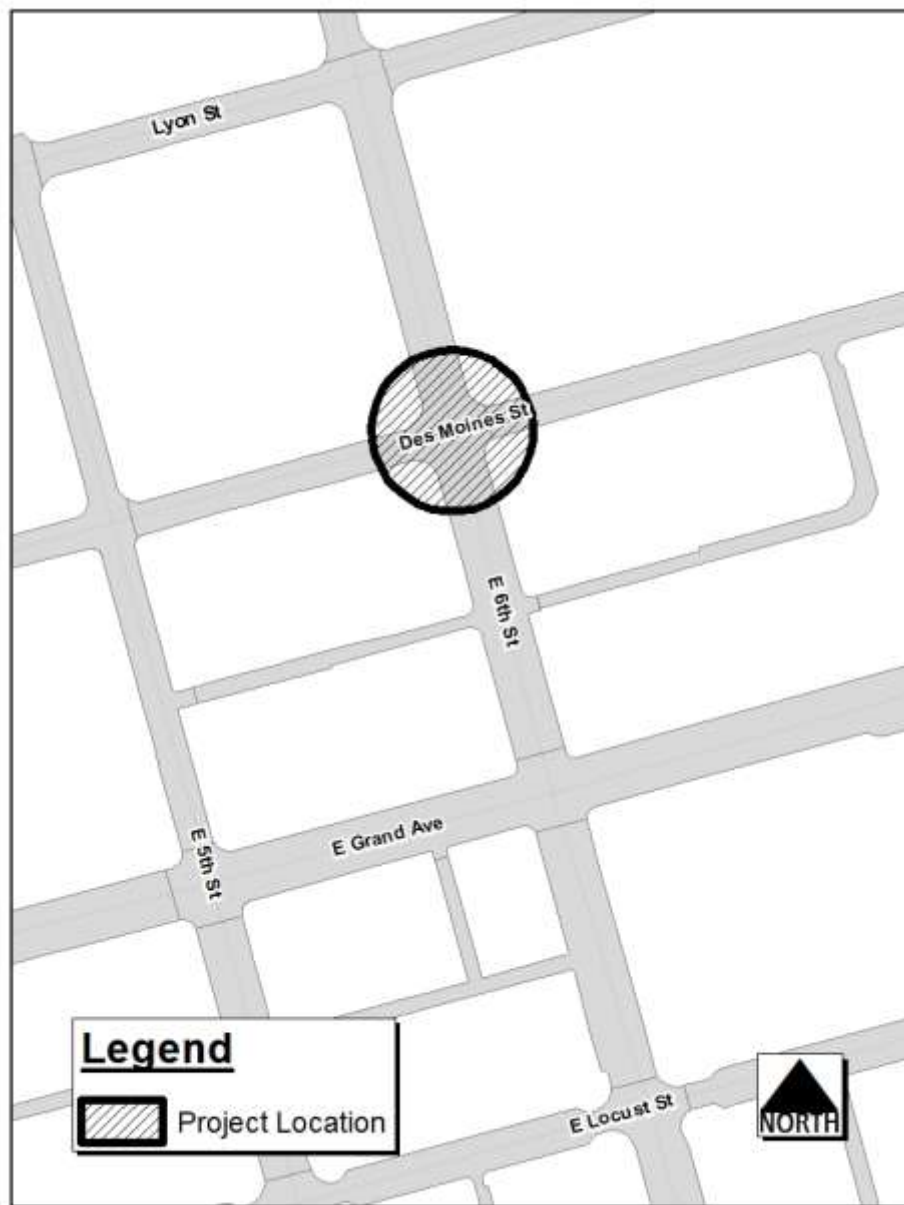 Lyon St
Des Moines St
E 6th St
E Grand Ave
E 5th St
Legend
Project Location
E Locust St
NORTH